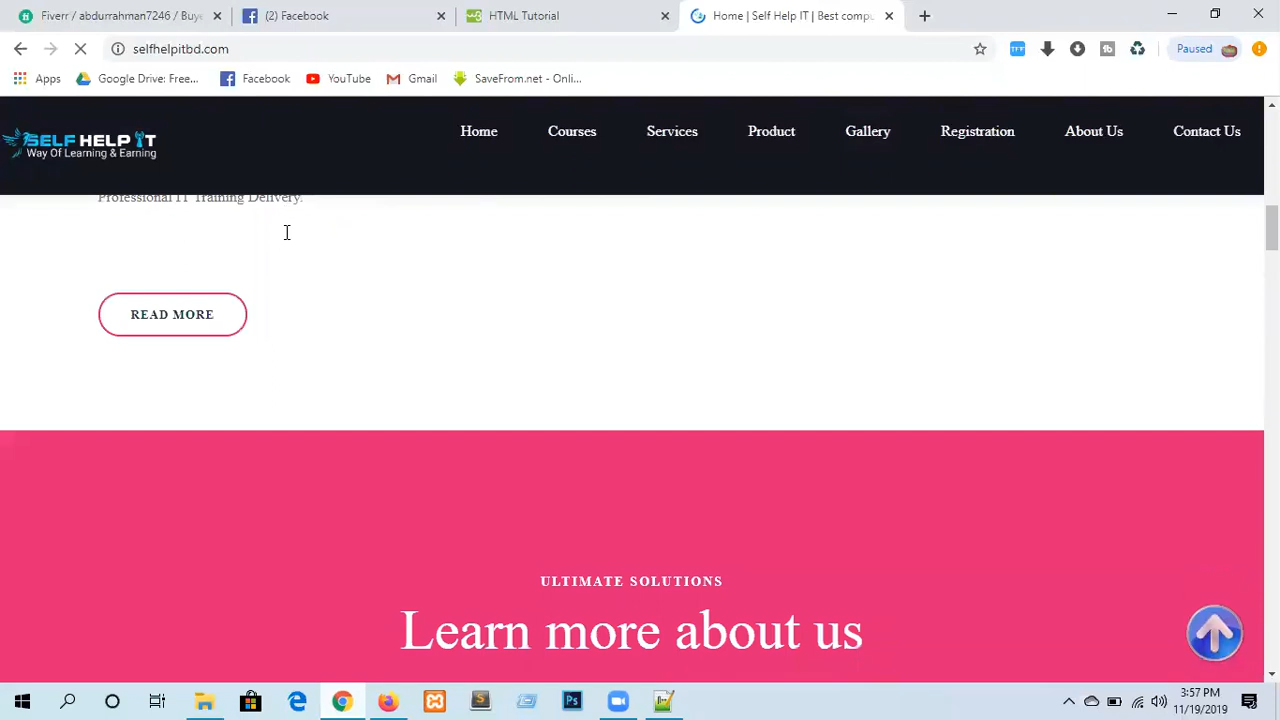 Fiverr / abdurrahman7246 / Buye
(2) Facebook
HTML Tutorial
Home | Self Help IT | Best compu
selfhelpitbd.com
Paused
Apps
Google Drive: Free...
Facebook
YouTube
Gmail
SaveFrom.net - Onli...
SELF HELP IT
Way Of Learning & Earning
Home
Courses
Services
Product
Gallery
Registration
About Us
Contact Us
Professional IT Training Delivery.
READ MORE
ULTIMATE SOLUTIONS
Learn more about us
3:57 PM
11/19/2019